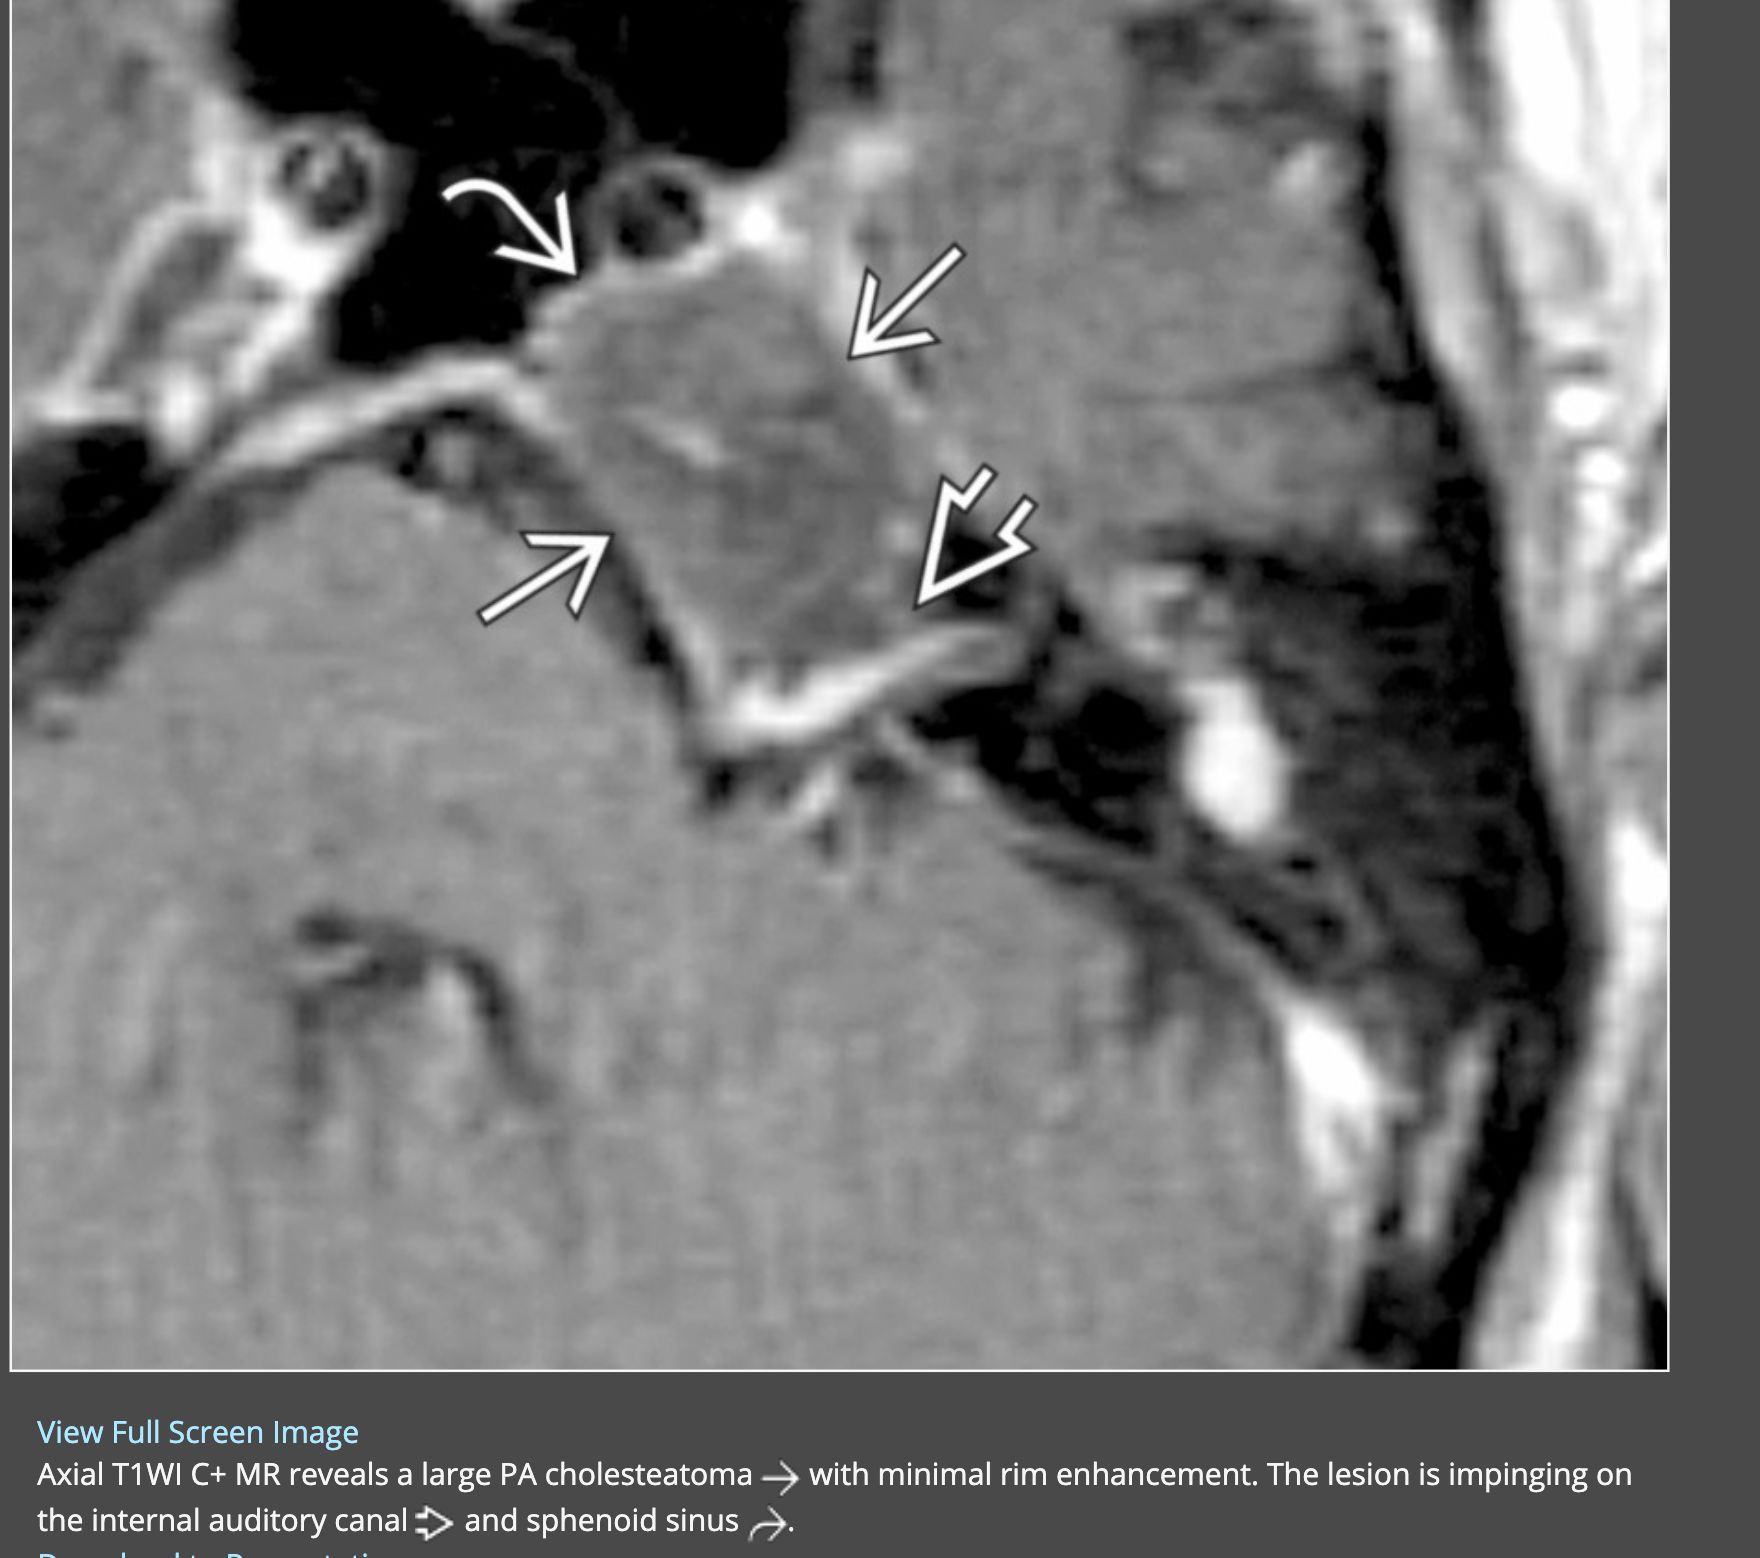 View Full Screen Image
Axial T1WI C+ MR reveals a large PA cholesteatoma → with minimal rim enhancement. The lesion is impinging on
the internal auditory canal and sphenoid sinus .